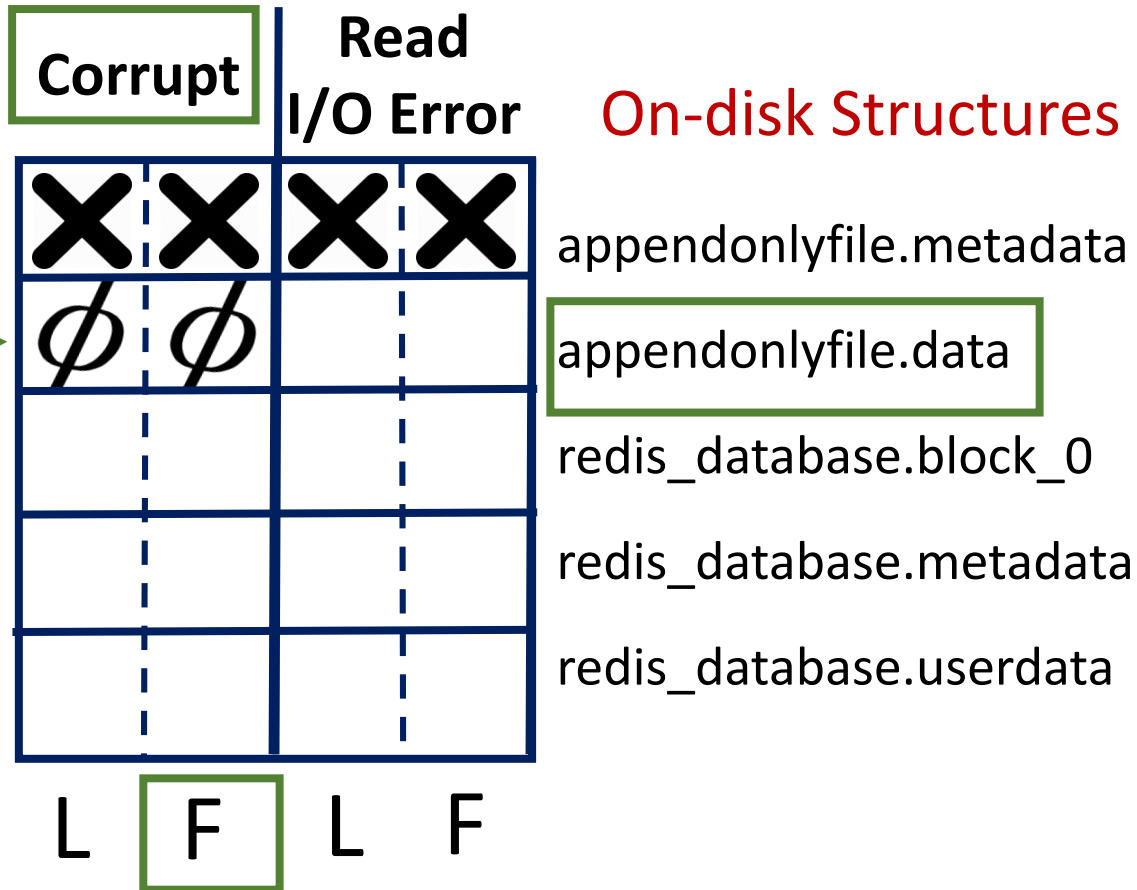 Corrupt
Read
I/O Error
On-disk Structures
appendonlyfile.metadata
ϕ ϕ
appendonlyfile.data
redis_database.block_0
redis_database.metadata
redis_database.userdata
L F L F